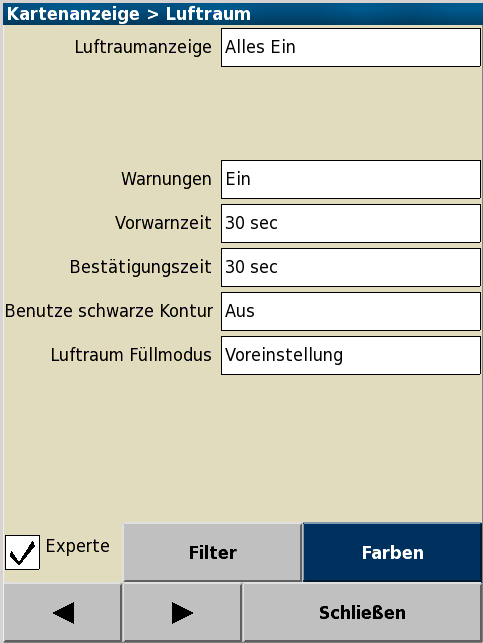 Kartenanzeige > Luftraum
Luftraumanzeige Alles Ein
Warnungen Ein
Vorwarnzeit 30 sec
Bestätigungszeit 30 sec
Benutze schwarze Kontur Aus
Luftraum Füllmodus Voreinstellung
Experte Filter Farben
Schließen